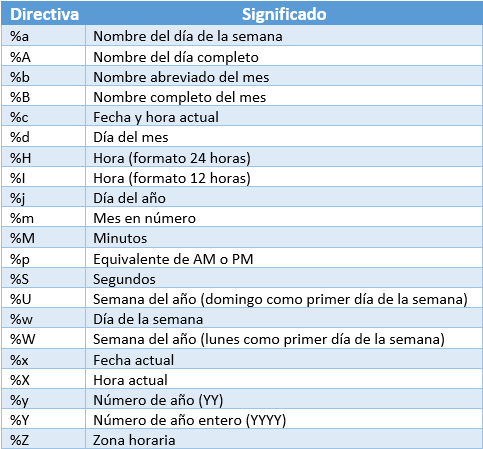 Directiva Significado
%a Nombre del día de la semana
%A Nombre del día completo
%b Nombre abreviado del mes
%B Nombre completo del mes
%c Fecha y hora actual
%d Día del mes
%H Hora (formato 24 horas)
%I Hora (formato 12 horas)
%j Día del año
%m Mes en número
%M Minutos
%p Equivalente de AM o PM
%S Segundos
%U Semana del año (domingo como primer día de la semana)
%w Día de la semana
%W Semana del año (lunes como primer día de la semana)
%x Fecha actual
%X Hora actual
%y Número de año (YY)
%Y Número de año entero (YYYY)
%Z Zona horaria